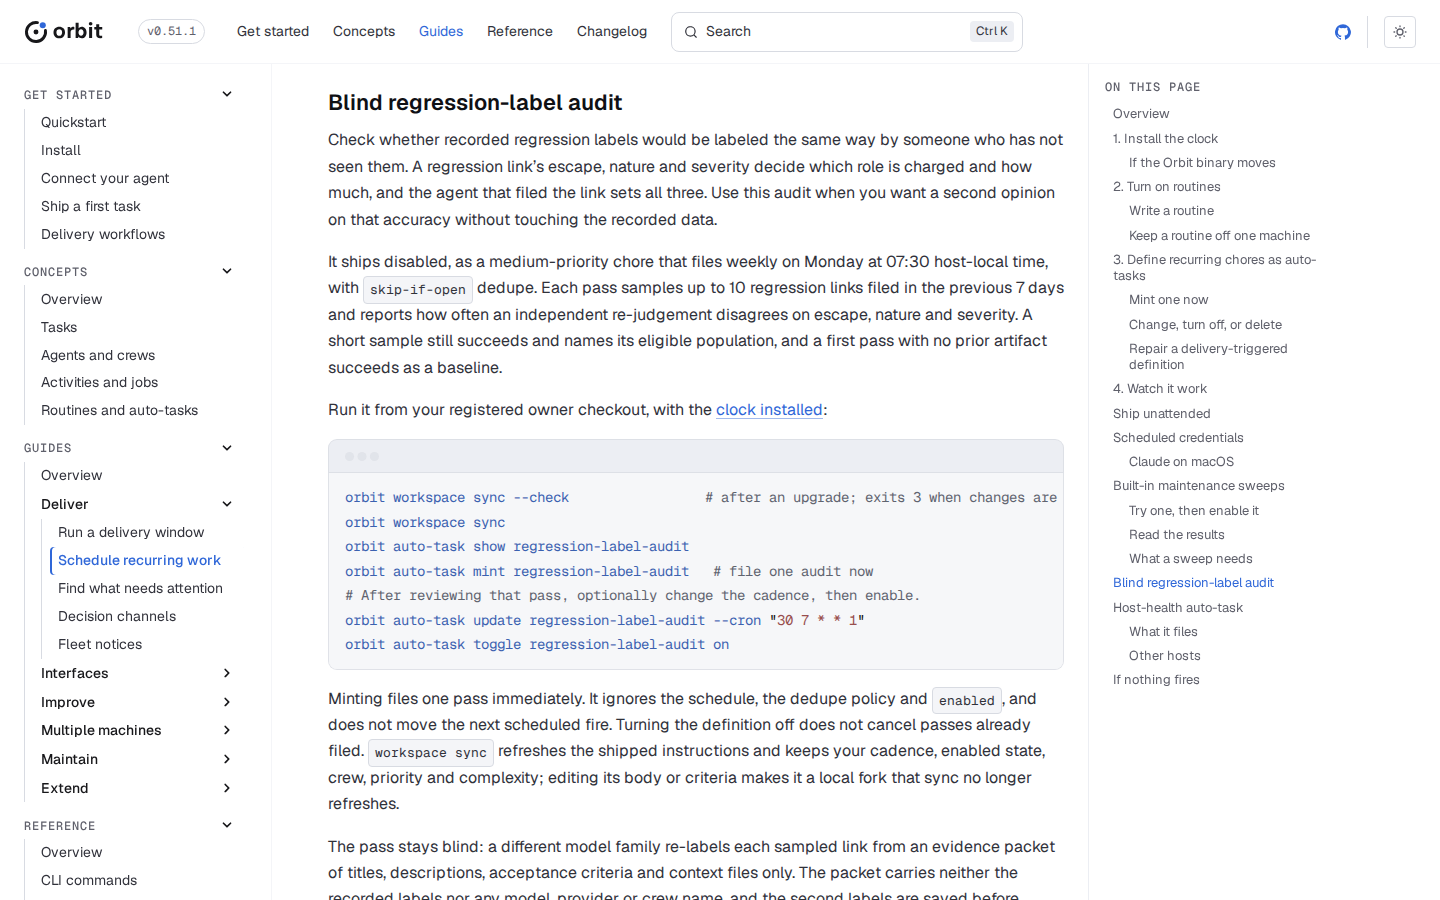 orbit
v0.51.1
Get started
Concepts
Guides
Reference
Changelog
Search
Ctrl K
GET STARTED
Quickstart
Install
Connect your agent
Ship a first task
Delivery workflows
CONCEPTS
Overview
Tasks
Agents and crews
Activities and jobs
Routines and auto-tasks
GUIDES
Overview
Deliver
Run a delivery window
Schedule recurring work
Find what needs attention
Decision channels
Fleet notices
Interfaces
Improve
Multiple machines
Maintain
Extend
REFERENCE
Overview
CLI commands
Blind regression-label audit
Check whether recorded regression labels would be labeled the same way by someone who has not
seen them. A regression link’s escape, nature and severity decide which role is charged and how
much, and the agent that filed the link sets all three. Use this audit when you want a second opinion
on that accuracy without touching the recorded data.
It ships disabled, as a medium-priority chore that files weekly on Monday at 07:30 host-local time,
with skip-if-open dedupe. Each pass samples up to 10 regression links filed in the previous 7 days
and reports how often an independent re-judgement disagrees on escape, nature and severity. A
short sample still succeeds and names its eligible population, and a first pass with no prior artifact
succeeds as a baseline.
Run it from your registered owner checkout, with the clock installed:
orbit workspace sync --check # after an upgrade; exits 3 when changes are
orbit workspace sync
orbit auto-task show regression-label-audit
orbit auto-task mint regression-label-audit # file one audit now
# After reviewing that pass, optionally change the cadence, then enable.
orbit auto-task update regression-label-audit --cron "30 7 * * 1"
orbit auto-task toggle regression-label-audit on
Minting files one pass immediately. It ignores the schedule, the dedupe policy and enabled, and
does not move the next scheduled fire. Turning the definition off does not cancel passes already
filed. workspace sync refreshes the shipped instructions and keeps your cadence, enabled state,
crew, priority and complexity; editing its body or criteria makes it a local fork that sync no longer
refreshes.
The pass stays blind: a different model family re-labels each sampled link from an evidence packet
of titles, descriptions, acceptance criteria and context files only. The packet carries neither the
recorded labels nor any model, provider or crew name, and the second labels are saved before
ON THIS PAGE
Overview
1. Install the clock
If the Orbit binary moves
2. Turn on routines
Write a routine
Keep a routine off one machine
3. Define recurring chores as auto-
tasks
Mint one now
Change, turn off, or delete
Repair a delivery-triggered
definition
4. Watch it work
Ship unattended
Scheduled credentials
Claude on macOS
Built-in maintenance sweeps
Try one, then enable it
Read the results
What a sweep needs
Blind regression-label audit
Host-health auto-task
What it files
Other hosts
If nothing fires